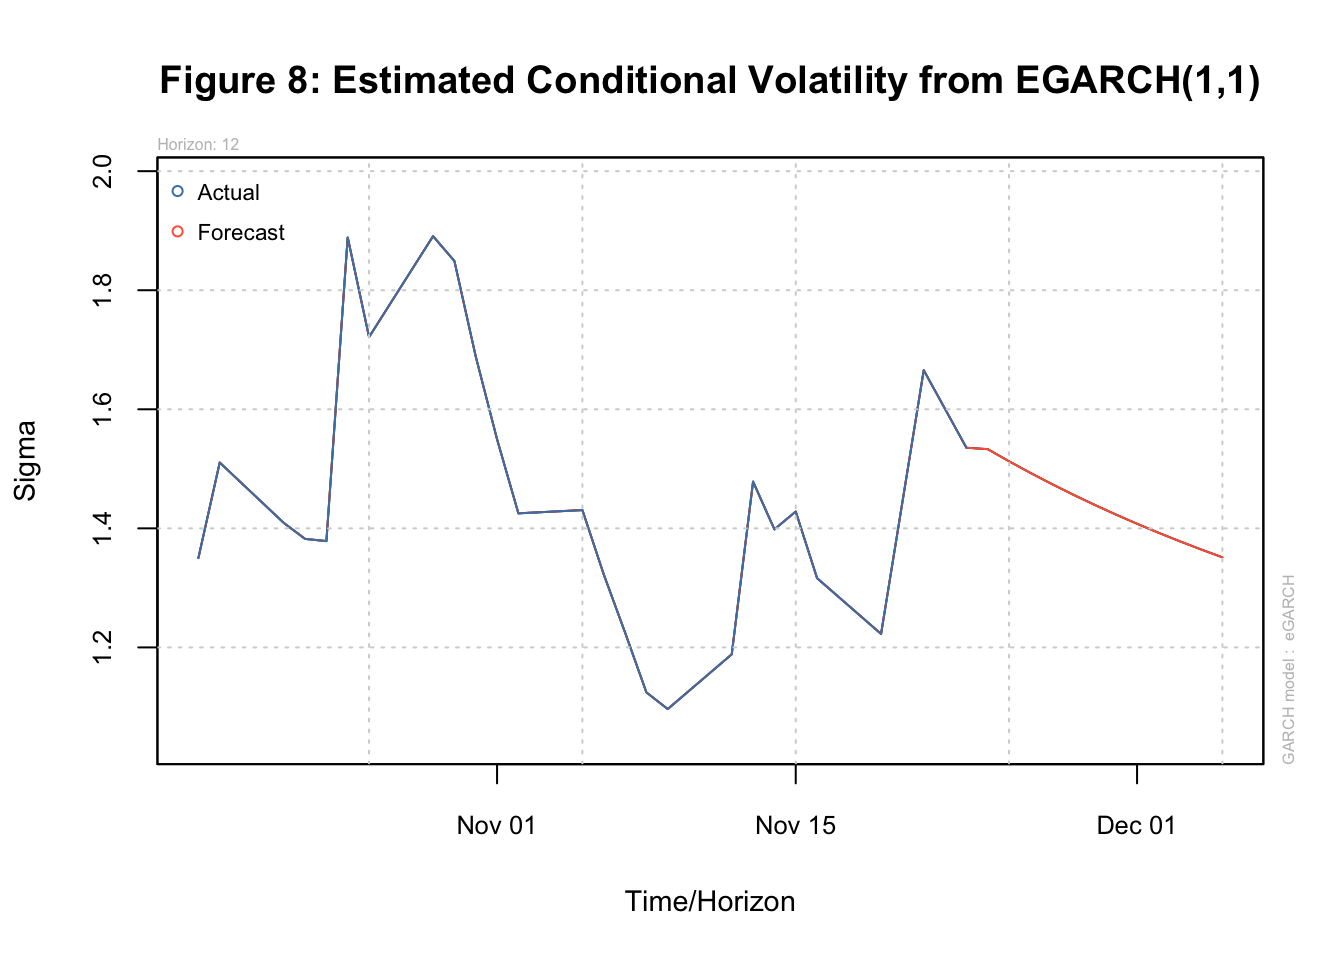 Figure 8: Estimated Conditional Volatility from EGARCH(1,1)
Horizon: 12
Actual
Forecast
2.0
1.8
1.6
1.4
1.2
Sigma
Nov 01
Nov 15
Dec 01
Time/Horizon
GARCH model : eGARCH